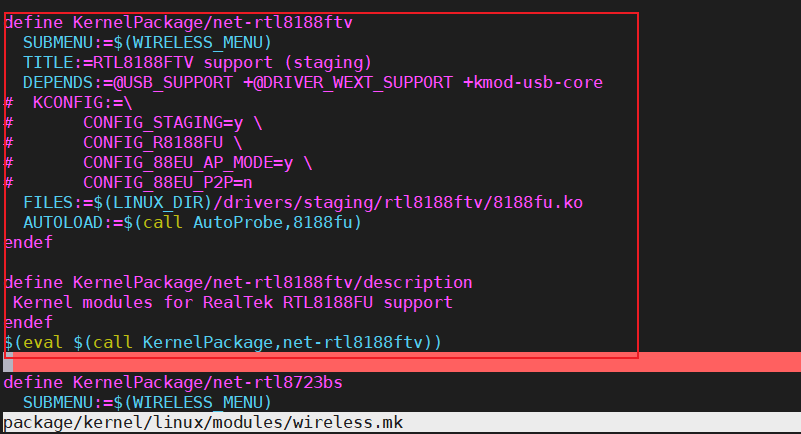 define KernelPackage/net-rtl8188ftv
  SUBMENU:=$(WIRELESS_MENU)
  TITLE:=RTL8188FTV support (staging)
  DEPENDS:=@USB_SUPPORT +@DRIVER_WEXT_SUPPORT +kmod-usb-core
#  KCONFIG:=\
#       CONFIG_STAGING=y \
#       CONFIG_R8188FU \
#       CONFIG_88EU_AP_MODE=y \
#       CONFIG_88EU_P2P=n
  FILES:=$(LINUX_DIR)/drivers/staging/rtl8188ftv/8188fu.ko
  AUTOLOAD:=$(call AutoProbe,8188fu)
endef
define KernelPackage/net-rtl8188ftv/description
 Kernel modules for RealTek RTL8188FU support
endef
$(eval $(call KernelPackage,net-rtl8188ftv))
define KernelPackage/net-rtl8723bs
  SUBMENU:=$(WIRELESS_MENU)
package/kernel/linux/modules/wireless.mk